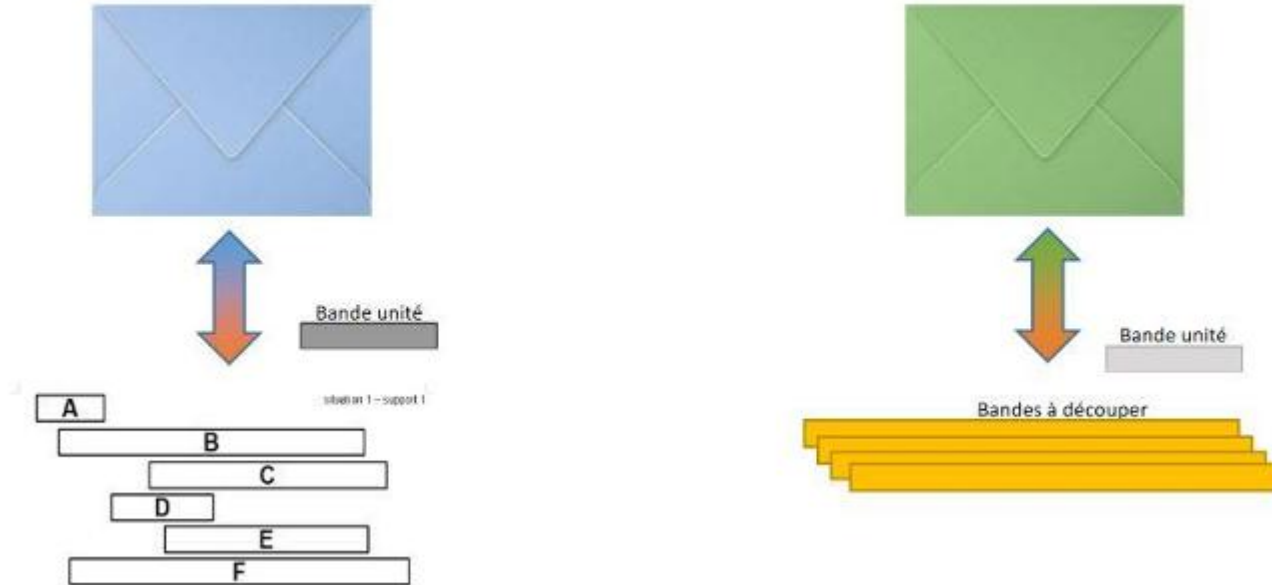 Bande unité
situation 1 – support 1
A
B
C
D
E
F
Bande unité
Bandes à découper